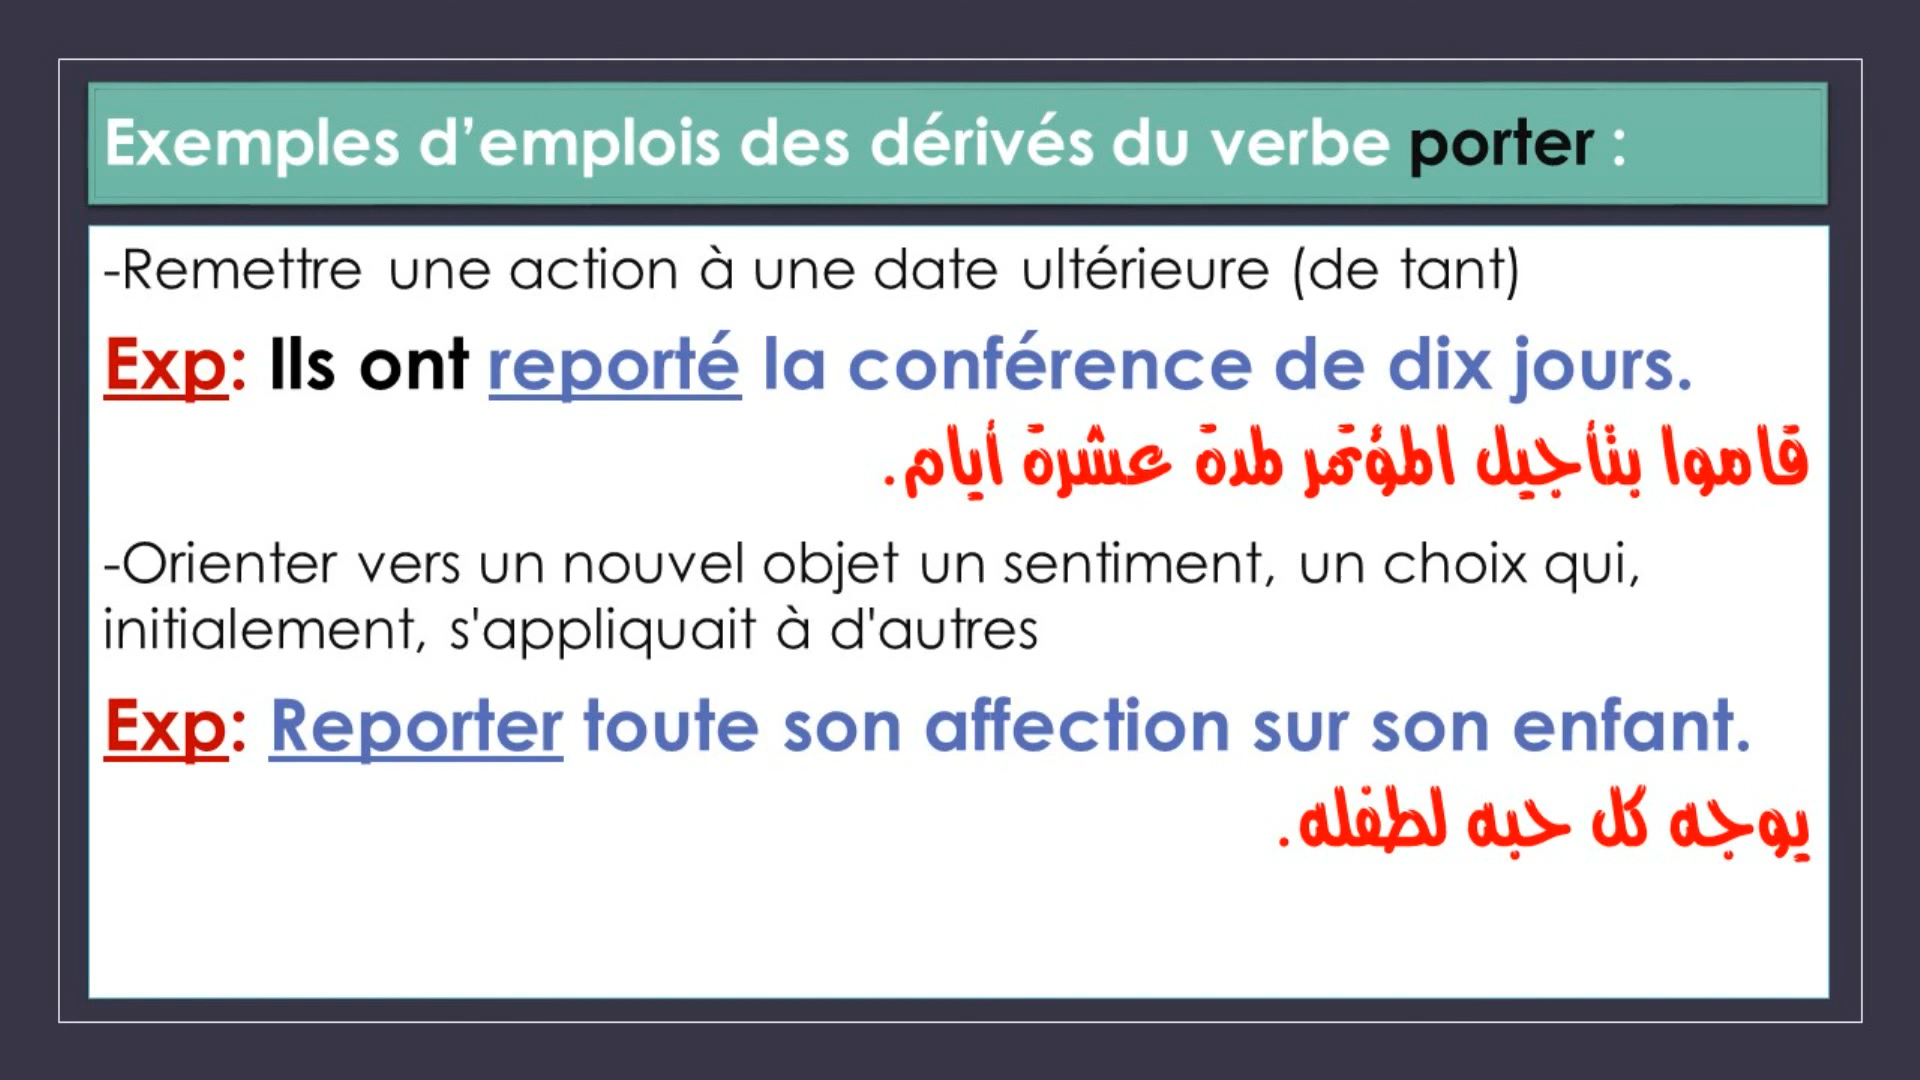 Exemples d’emplois des dérivés du verbe porter :
-Remettre une action à une date ultérieure (de tant)
Exp: Ils ont reporté la conférence de dix jours.
قاموا بتأجيل المؤتمر لمدة عشرة أيام.
-Orienter vers un nouvel objet un sentiment, un choix qui,
initialement, s'appliquait à d'autres
Exp: Reporter toute son affection sur son enfant.
يوجه كل حبه لطفله.